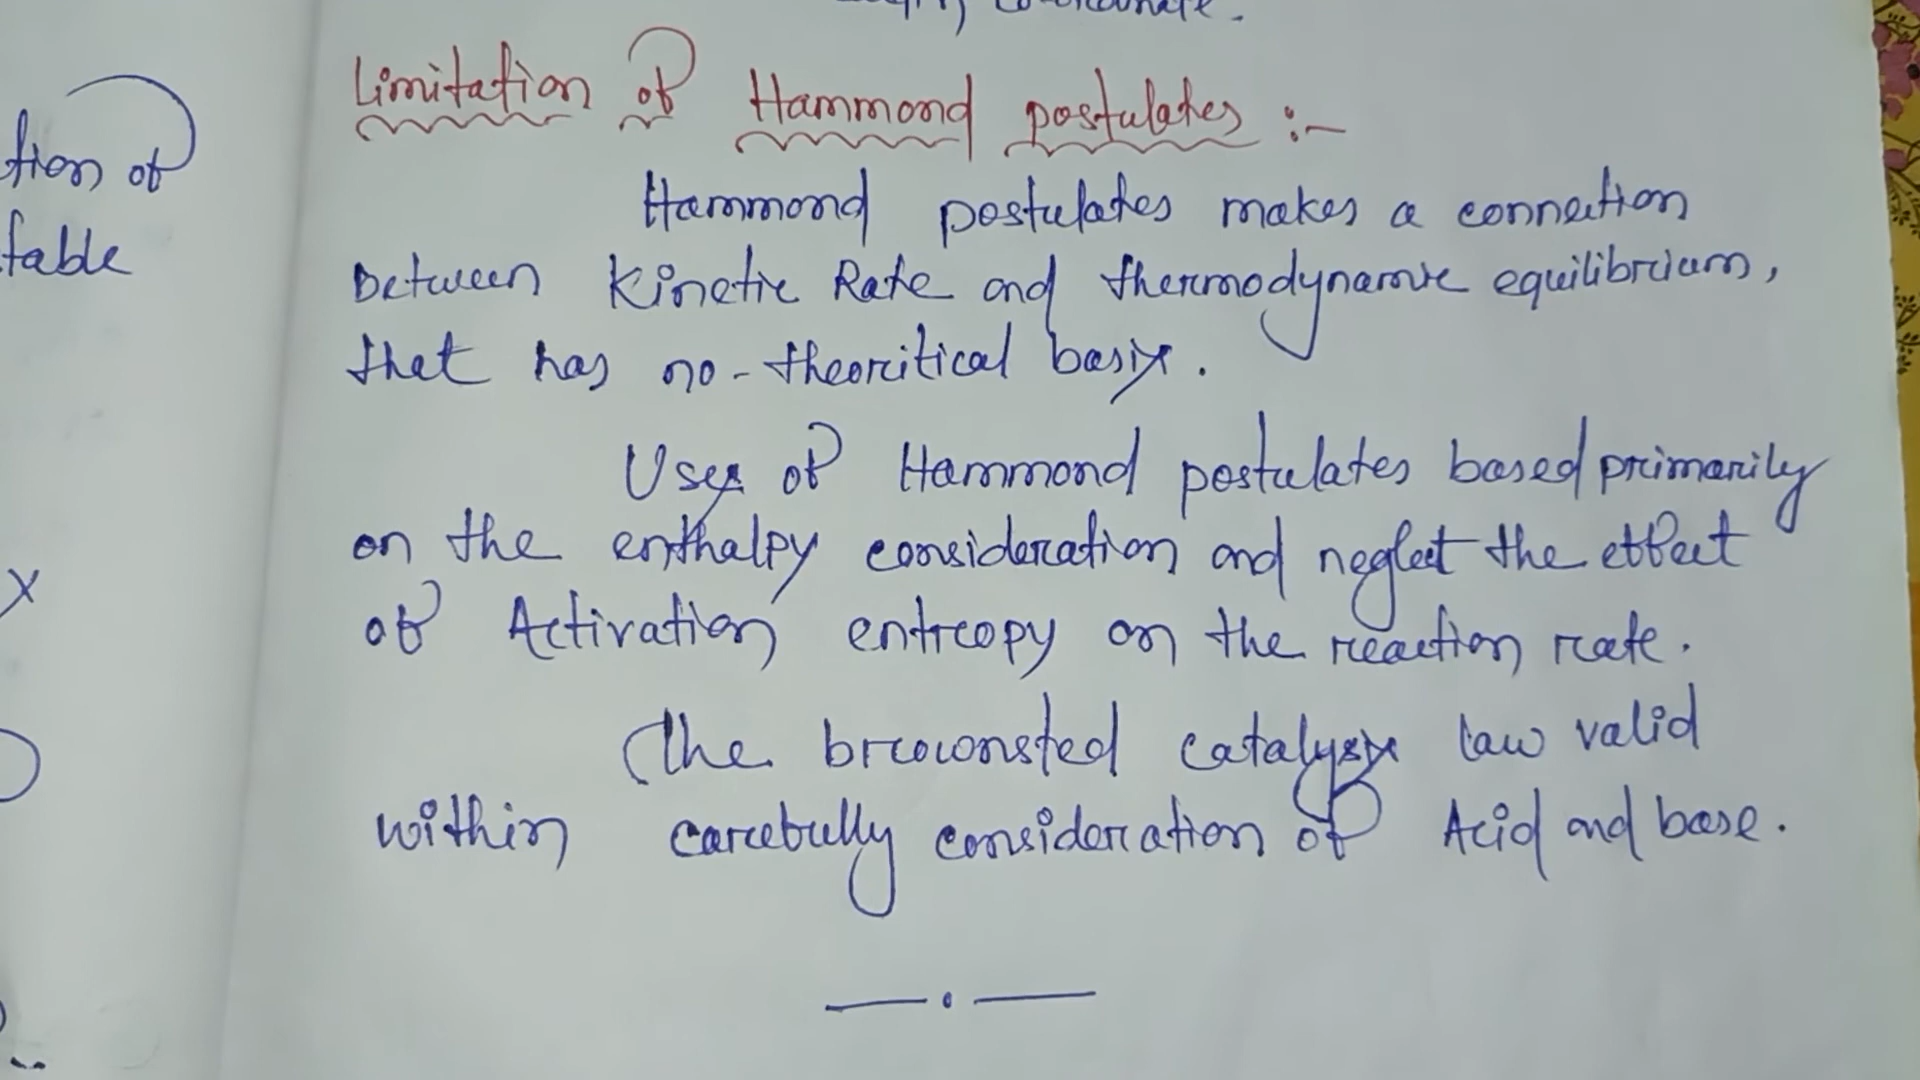 coordinate.
Limitation of Hammond postulates :-
Hammond postulates makes a connection
between Kinetic Rate and thermodynamic equilibrium,
that has no-theoritical basis.
Uses of Hammond postulates based primarily
on the enthalpy consideration and neglect the effect
of Activation entropy on the reaction rate.
The browonsted catalysis law valid
within carefully consideration of Acid and base.
tion of
table
x